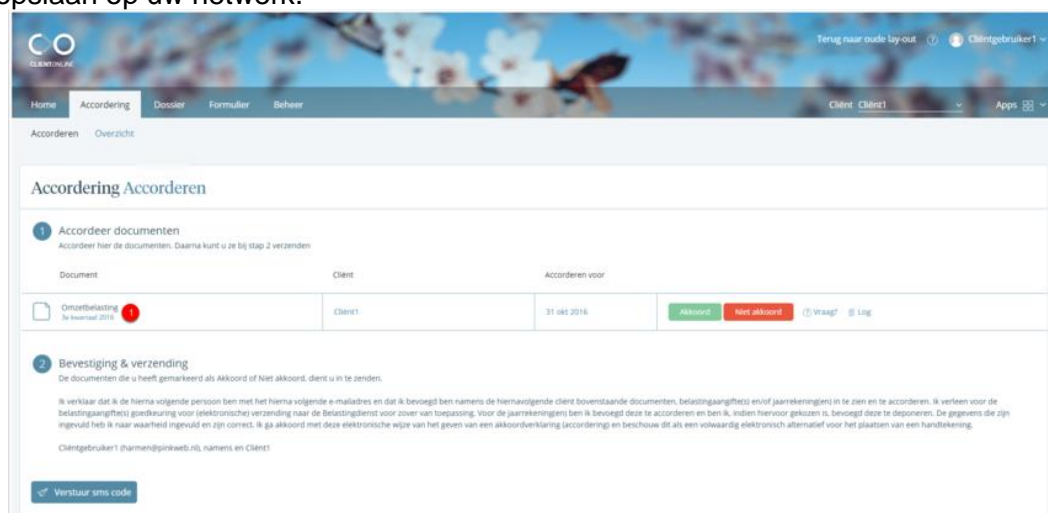 opslaan op uw netwerk.
CLIENTONLINE
Terug naar oude lay-out ? Cliëntgebruiker1
Home Accordering Dossier Formulier Beheer Cliënt Cliënt1 Apps
Accorderen Overzicht
Accordering Accorderen
1 Accordeer documenten
Accordeer hier de documenten. Daarna kunt u ze bij stap 2 verzenden
Document Cliënt Accorderen voor
Omzetbelasting 1 Cliënt1 31 okt 2016 Akkoord Niet akkoord ? Vraag? Log
3e kwartaal 2016
2 Bevestiging & verzending
De documenten die u heeft gemarkeerd als Akkoord of Niet akkoord, dient u in te zenden.
Ik verklaar dat ik de hierna volgende persoon ben met het hierna volgende e-mailadres en dat ik bevoegd ben namens de hiernavolgende cliënt bovenstaande documenten, belastingaangifte(s) en/of jaarrekening(en) in te zien en te accorderen. Ik verleen voor de
belastingaangifte(s) goedkeuring voor (elektronische) verzending naar de Belastingdienst voor zover van toepassing. Voor de jaarrekening(en) ben ik bevoegd deze te accorderen en ben ik, indien hiervoor gekozen is, bevoegd deze te deponeren. De gegevens die zijn
ingevuld heb ik naar waarheid ingevuld en zijn correct. Ik ga akkoord met deze elektronische wijze van het geven van een akkoordverklaring (accordering) en beschouw dit als een volwaardig elektronisch alternatief voor het plaatsen van een handtekening.
Cliëntgebruiker1 (harmen@pinkweb.nl), namens en Cliënt1
Verstuur sms code